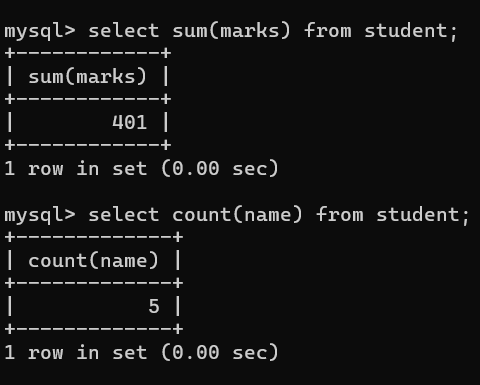 mysql> select sum(marks) from student;
+------------+
| sum(marks) |
+------------+
|        401 |
+------------+
1 row in set (0.00 sec)

mysql> select count(name) from student;
+-------------+
| count(name) |
+-------------+
|           5 |
+-------------+
1 row in set (0.00 sec)